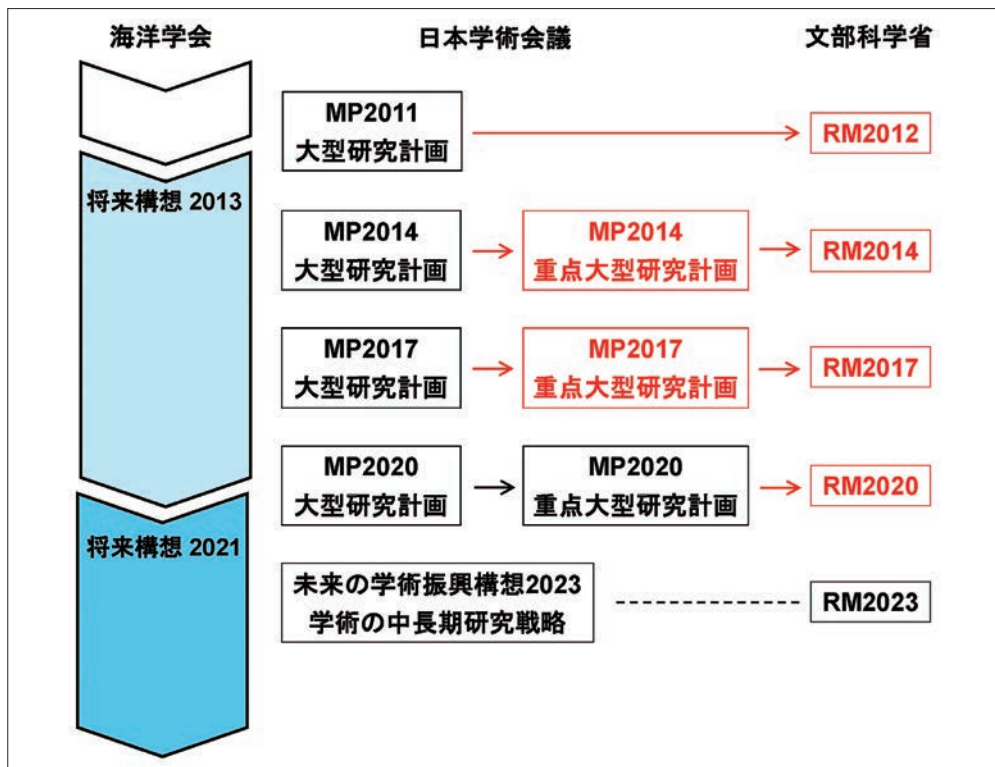 海洋学会
日本学術会議
文部科学省
MP2011
大型研究計画
RM2012
将来構想 2013
MP2014
大型研究計画
MP2014
重点大型研究計画
RM2014
MP2017
大型研究計画
MP2017
重点大型研究計画
RM2017
MP2020
大型研究計画
MP2020
重点大型研究計画
RM2020
将来構想 2021
未来の学術振興構想2023
学術の中長期研究戦略
RM2023